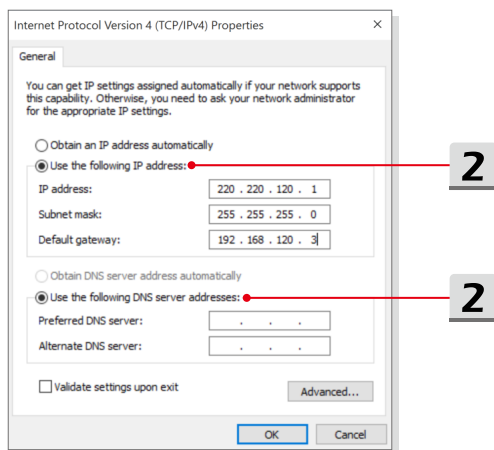 Internet Protocol Version 4 (TCP/IPv4) Properties
General
You can get IP settings assigned automatically if your network supports
this capability. Otherwise, you need to ask your network administrator
for the appropriate IP settings.
Obtain an IP address automatically
Use the following IP address:
2
IP address: 220 . 220 . 120 . 1
Subnet mask: 255 . 255 . 255 . 0
Default gateway: 192 . 168 . 120 . 3
Obtain DNS server address automatically
Use the following DNS server addresses:
2
Preferred DNS server: . . .
Alternate DNS server: . . .
Validate settings upon exit
Advanced...
OK Cancel